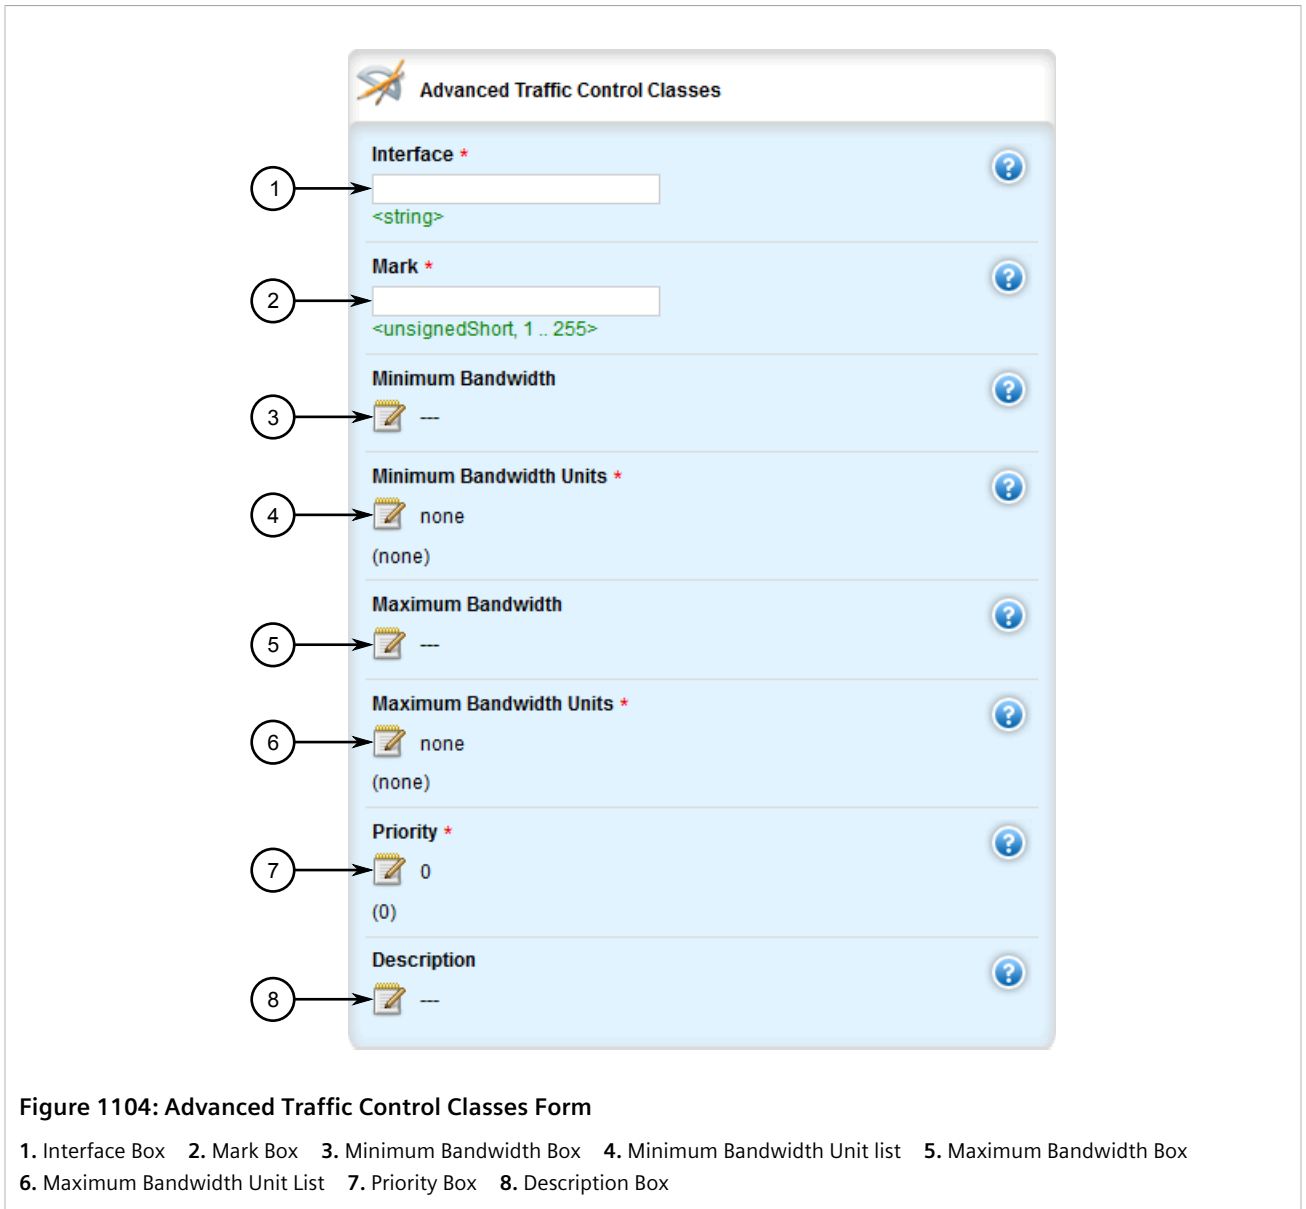 Advanced Traffic Control Classes
Interface *
1
<string>
Mark *
2
<unsignedShort, 1 .. 255>
Minimum Bandwidth
3
---
Minimum Bandwidth Units *
4
none
(none)
Maximum Bandwidth
5
---
Maximum Bandwidth Units *
6
none
(none)
Priority *
7
0
(0)
Description
8
---
Figure 1104: Advanced Traffic Control Classes Form
1. Interface Box 2. Mark Box 3. Minimum Bandwidth Box 4. Minimum Bandwidth Unit list 5. Maximum Bandwidth Box
6. Maximum Bandwidth Unit List 7. Priority Box 8. Description Box